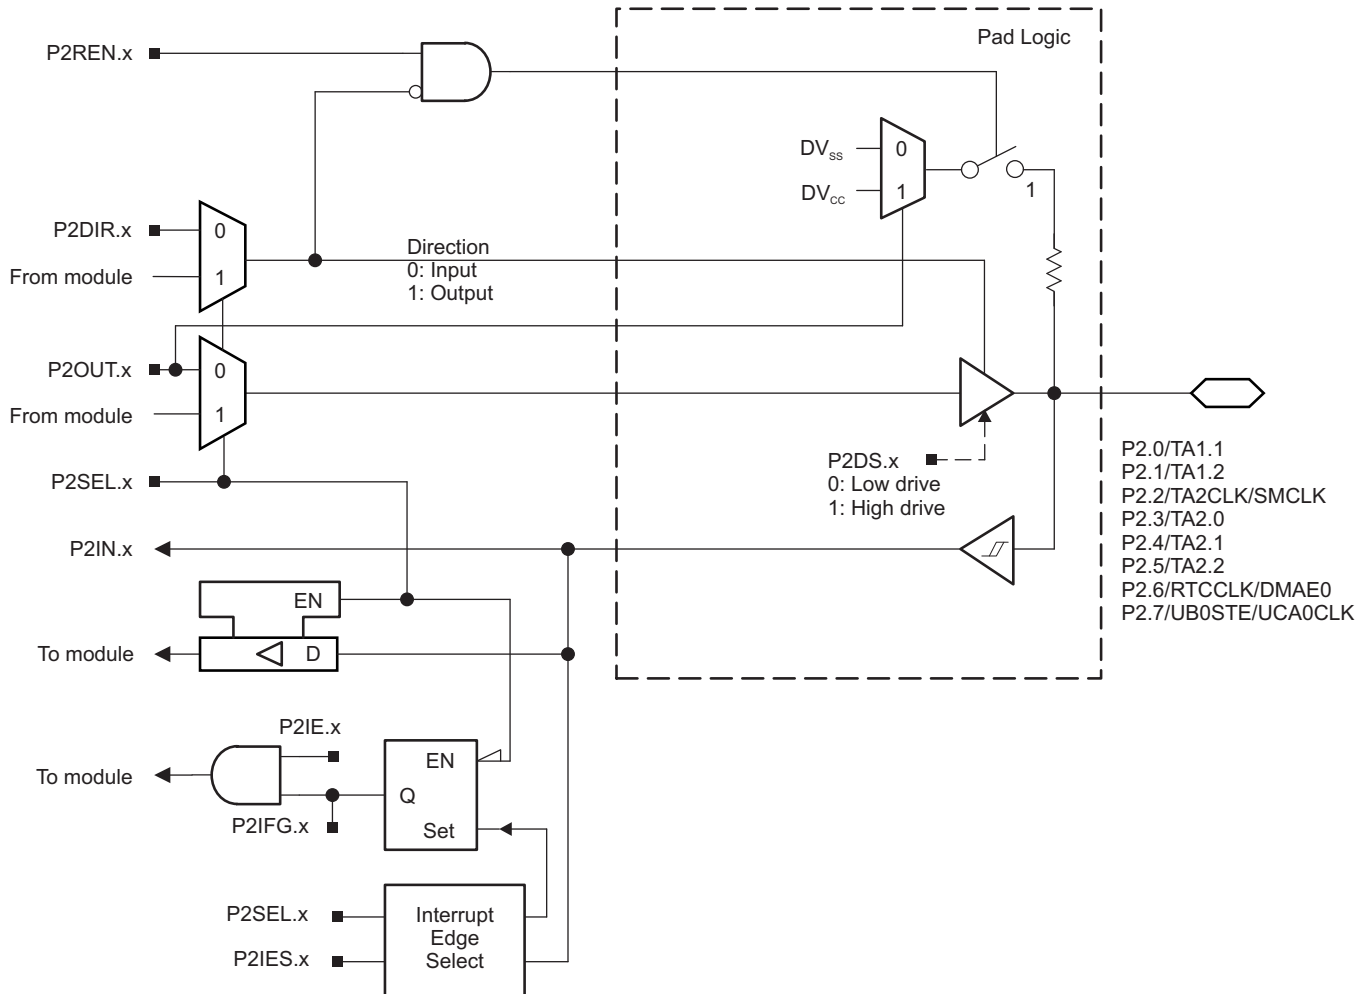 P2REN.x
Pad Logic
DVSS
0
DVCC
1
1
P2DIR.x
0
From module
1
Direction
0: Input
1: Output
P2OUT.x
0
From module
1
P2SEL.x
P2DS.x
0: Low drive
1: High drive
P2.0/TA1.1
P2.1/TA1.2
P2.2/TA2CLK/SMCLK
P2.3/TA2.0
P2.4/TA2.1
P2.5/TA2.2
P2.6/RTCCLK/DMAE0
P2.7/UB0STE/UCA0CLK
P2IN.x
EN
To module
D
P2IE.x
To module
EN
Q
P2IFG.x
Set
P2SEL.x
P2IES.x
Interrupt
Edge
Select